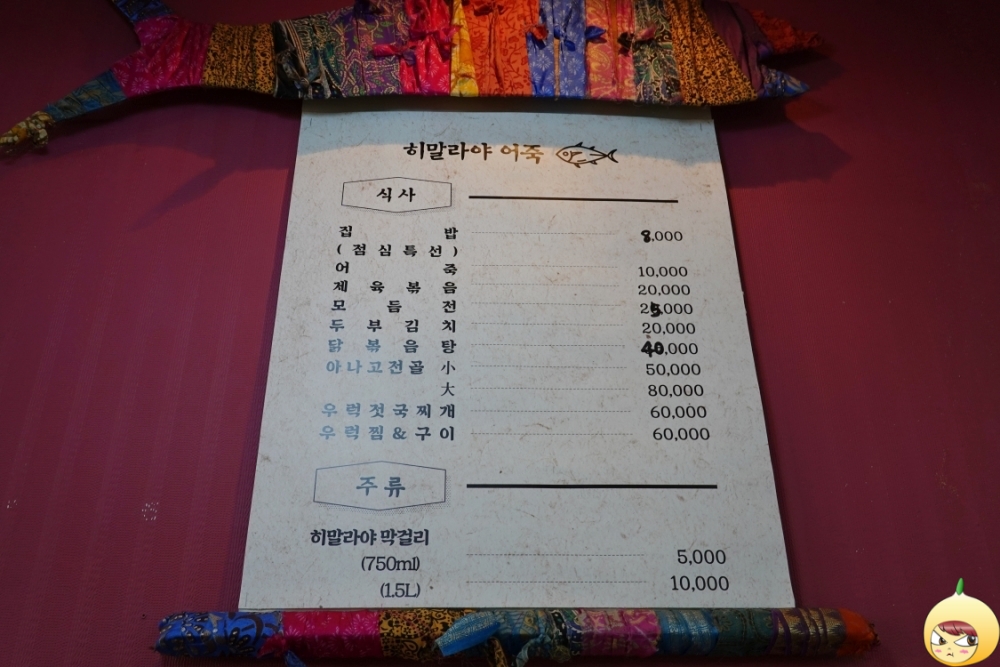 히말라야 어죽
식사
집 밥 8,000
(점심특선)
어 죽 10,000
제 육 볶 음 20,000
모 듬 전 25,000
두 부 김 치 20,000
닭 볶 음 탕 40,000
아나고전골 小 50,000
大 80,000
우럭젓국찌개 60,000
우럭찜&구이 60,000
주류
히말라야 막걸리
(750ml) 5,000
(1.5L) 10,000